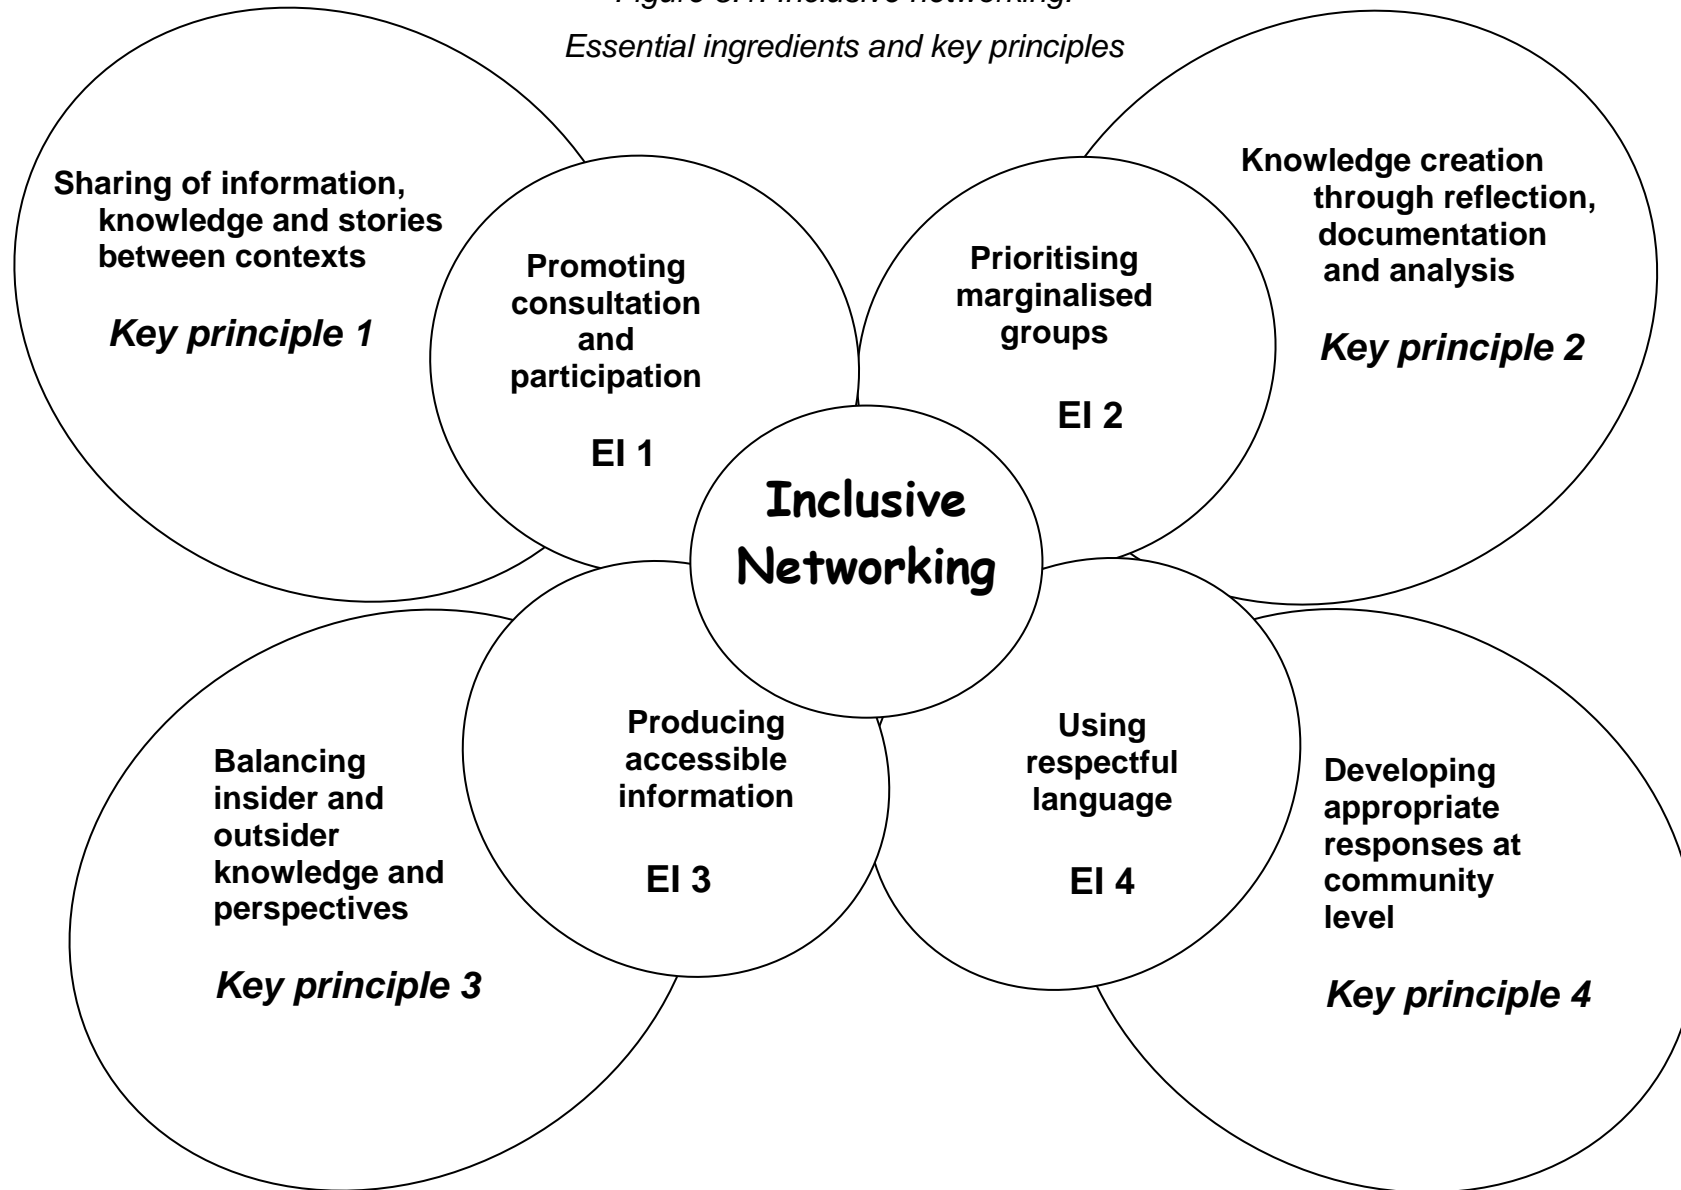 Inclusive networking:
Essential ingredients and key principles
Sharing of information,
knowledge and stories
between contexts
Key principle 1
Promoting
consultation
and
participation
EI 1
Prioritising
marginalised
groups
EI 2
Knowledge creation
through reflection,
documentation
and analysis
Key principle 2
Inclusive
Networking
Balancing
insider and
outsider
knowledge and
perspectives
Key principle 3
Producing
accessible
information
EI 3
Using
respectful
language
EI 4
Developing
appropriate
responses at
community
level
Key principle 4